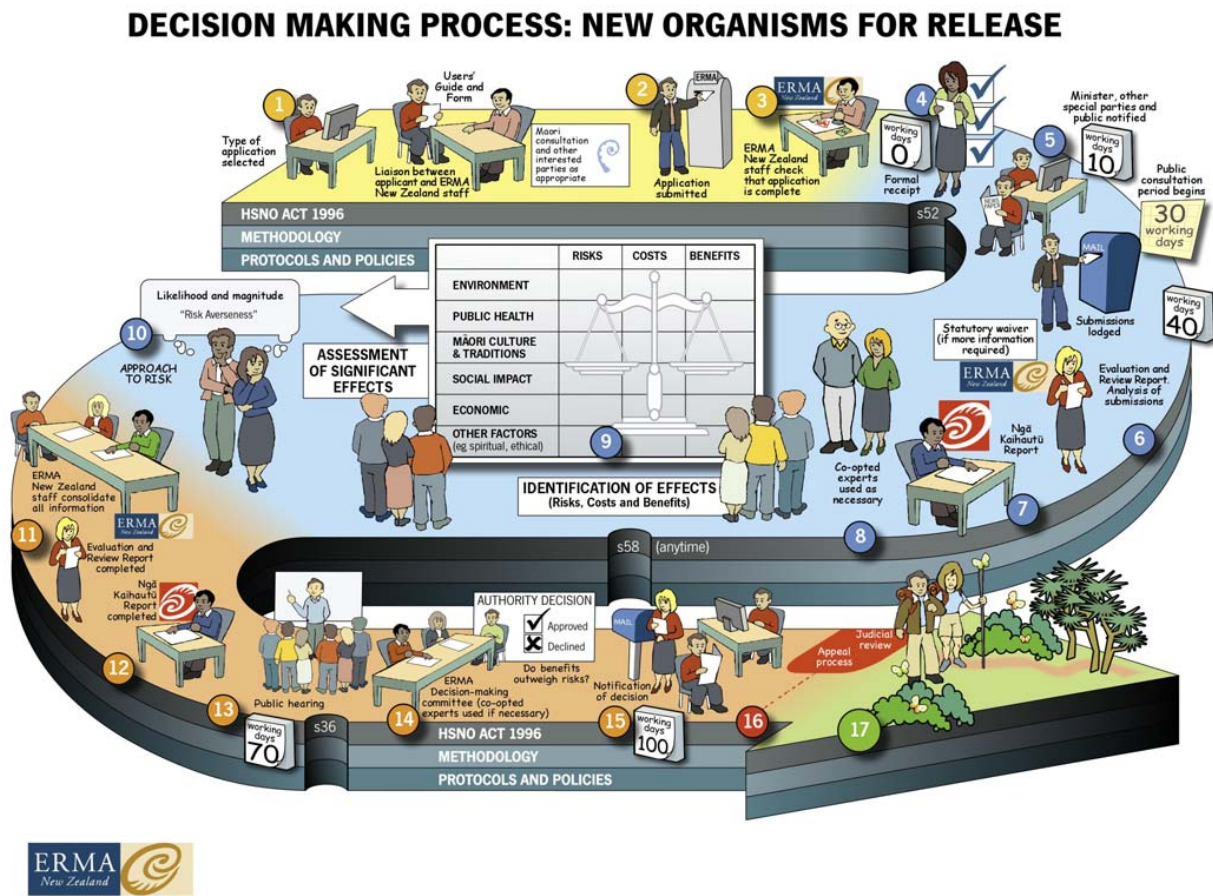 DECISION MAKING PROCESS: NEW ORGANISMS FOR RELEASE
1
Type of
application
selected
Users'
Guide and
Form
Liaison between
applicant and ERMA
New Zealand staff
Maori
consultation
and other
interested
parties as
appropriate
2
ERMA
Application
submitted
3
ERMA
New Zealand
ERMA
New Zealand
staff check
that application
is complete
4
working
days
0
Formal
receipt
5
Minister, other
special parties and
public notified
working
days
10
NEWS
PAPER
Public
consultation
period begins
30
working
days
MAIL
Submissions
lodged
working
days
40
HSNO ACT 1996
METHODOLOGY
PROTOCOLS AND POLICIES
s52
RISKS
COSTS
BENEFITS
ENVIRONMENT
PUBLIC HEALTH
MĀORI CULTURE
& TRADITIONS
SOCIAL IMPACT
ECONOMIC
OTHER FACTORS
(eg spiritual, ethical)
9
IDENTIFICATION OF EFFECTS
(Risks, Costs and Benefits)
ASSESSMENT
OF SIGNIFICANT
EFFECTS
Statutory waiver
(if more information
required)
ERMA
New Zealand
Evaluation and
Review Report.
Analysis of
submissions
6
Ngā
Kaihautū
Report
7
Co-opted
experts
used as
necessary
8
Likelihood and magnitude
"Risk Averseness"
10
APPROACH
TO RISK
ERMA
New Zealand
staff consolidate
all information
11
ERMA
New Zealand
Evaluation and
Review Report
completed
Ngā
Kaihautū
Report
completed
12
s58
(anytime)
13
Public hearing
working
days
70
s36
AUTHORITY DECISION
Approved
Declined
Do benefits
outweigh risks?
14
ERMA
Decision-making
committee (co-opted
experts used if necessary)
MAIL
Notification
of decision
15
working
days
100
16
Appeal
process
Judicial
review
17
HSNO ACT 1996
METHODOLOGY
PROTOCOLS AND POLICIES
ERMA
New Zealand